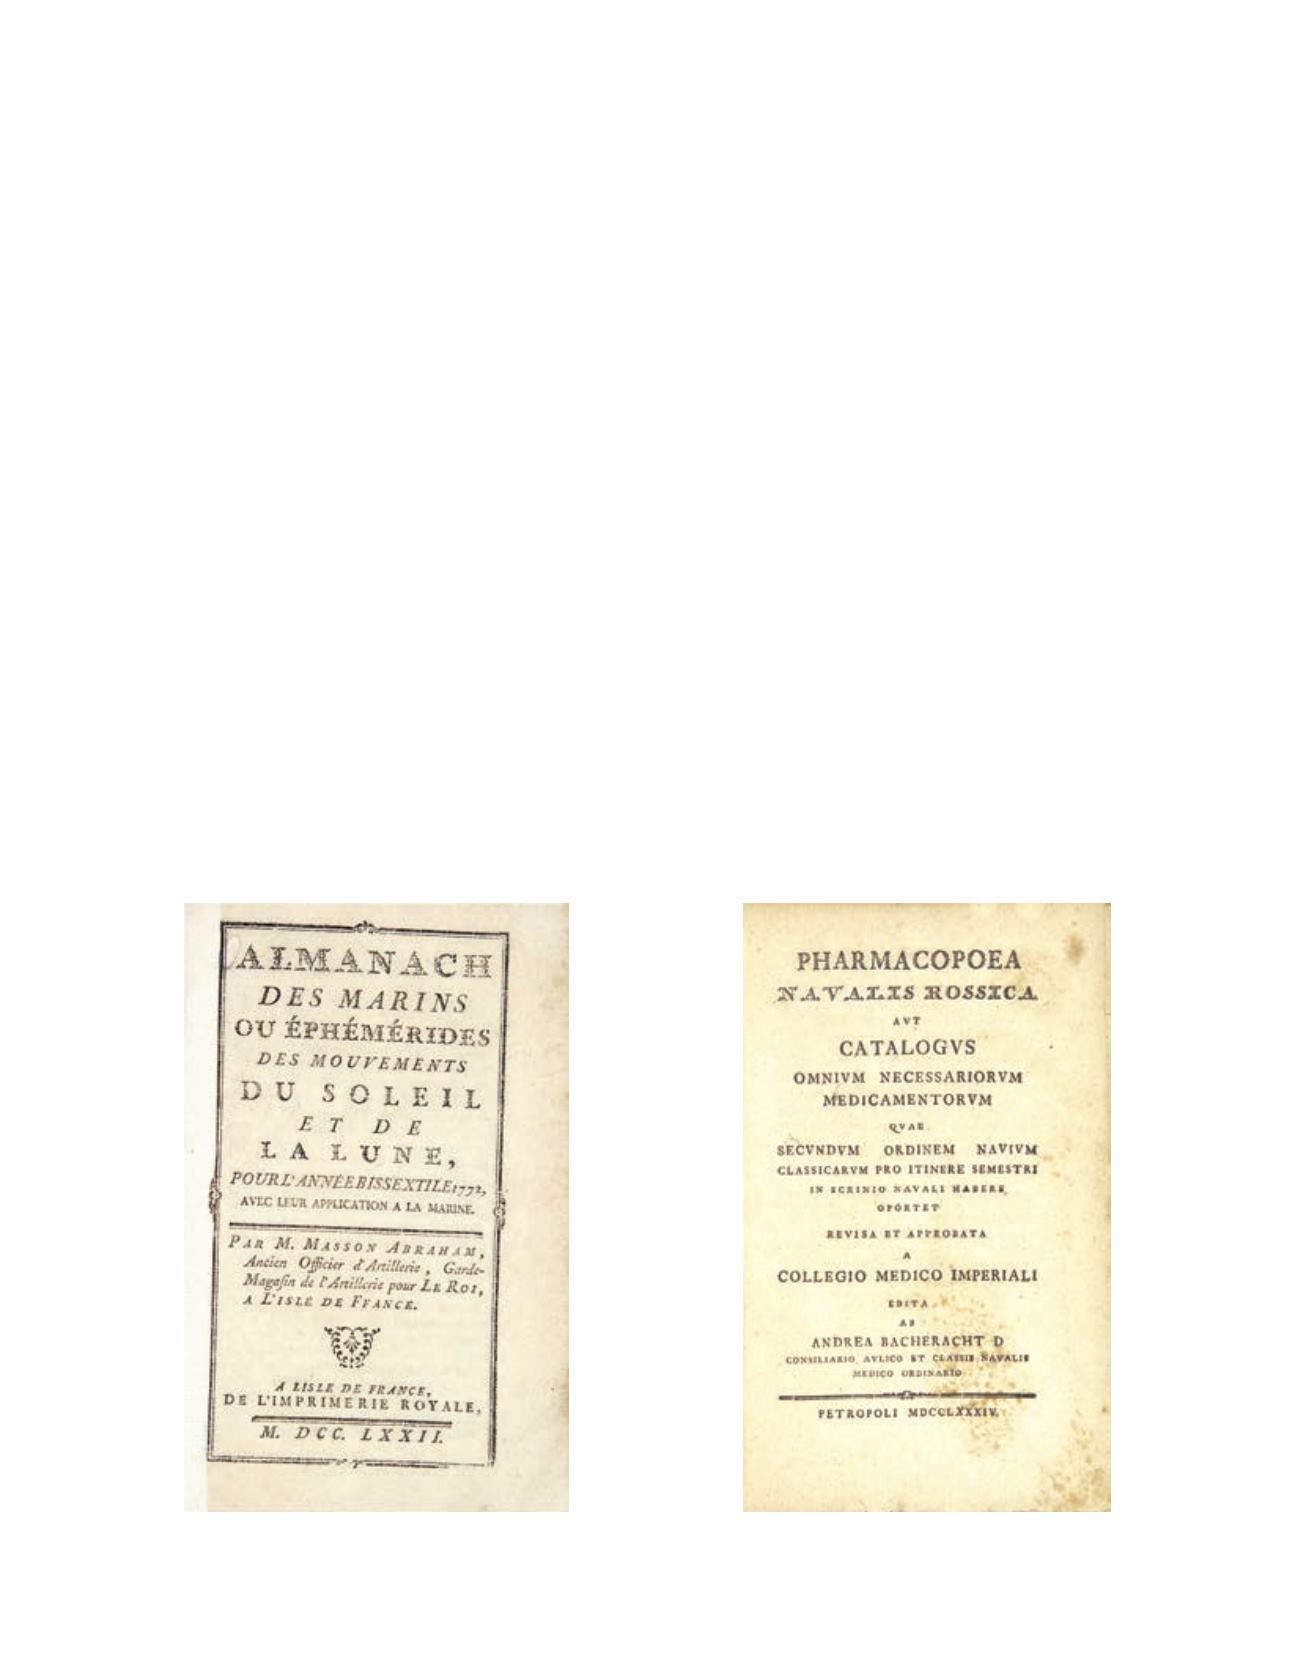 ALMANACH
DES MARINS
OU ÉPHÉMÉRIDES
DES MOUVEMENTS
DU SOLEIL
ET DE
LA LUNE,
POUR L'ANNÉE BISSEXTILE 1772,
AVEC LEUR APPLICATION A LA MARINE.
PAR M. MASSON ABRAHAM,
Ancien Officier d'Artillerie, Garde-
Magasin de l'Artillerie pour LE ROI,
A L'ISLE DE FFANCE.
A LISLE DE FRANCE,
DE L'IMPRIMERIE ROYALE,
M. DCC. LXXII.
PHARMACOPOEA
NAVALIS ROSSICA
AVT
CATALOGVS
OMNIVM NECESSARIORVM
MEDICAMENTORVM
QVAE
SECVNDVM ORDINEM NAVIVM
CLASSICARVM PRO ITINERE SEMESTRI
IN SCRINIO NAVALI HABERE
OPORTET
REVISA ET APPROBATA
A
COLLEGIO MEDICO IMPERIALI
EDITA
AB
ANDREA BACHERACHT D
CONSILIARIO AVLICO ET CLASSIS NAVALIS
MEDICO ORDINARIO
PETROPOLI MDCCLXXXIV.